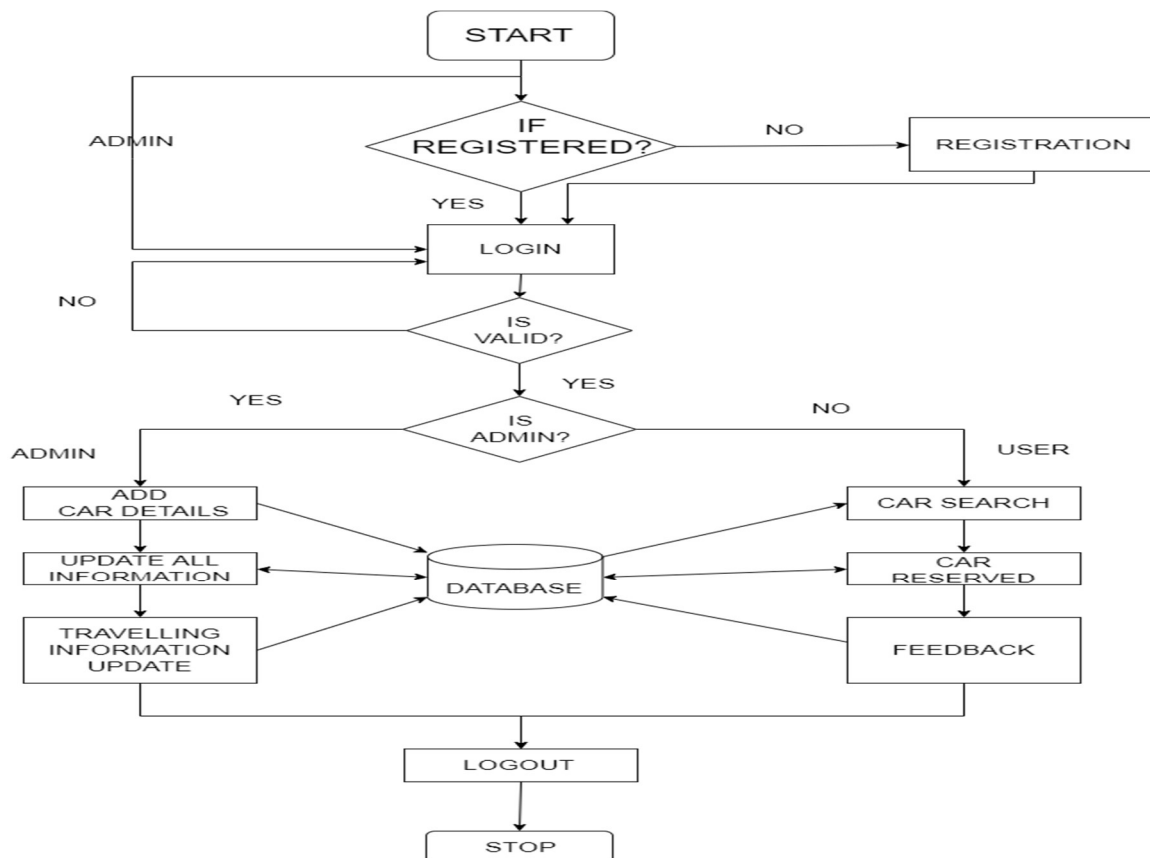 START
ADMIN
IF
REGISTERED?
NO
REGISTRATION
YES
LOGIN
NO
IS
VALID?
YES
YES
IS
ADMIN?
NO
ADMIN
USER
ADD
CAR DETAILS
CAR SEARCH
UPDATE ALL
INFORMATION
DATABASE
CAR
RESERVED
TRAVELLING
INFORMATION
UPDATE
FEEDBACK
LOGOUT
STOP